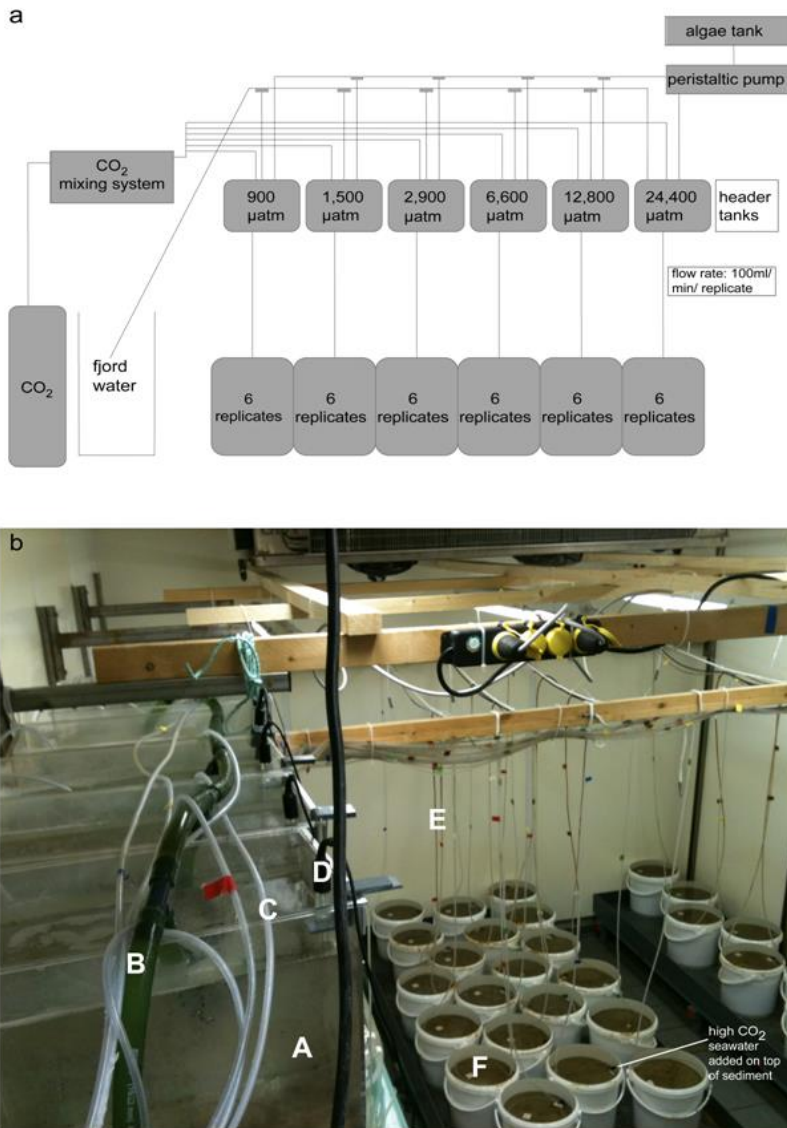 a
algae tank
peristaltic pump
CO₂
mixing system
900
µatm
1,500
µatm
2,900
µatm
6,600
µatm
12,800
µatm
24,400
µatm
header
tanks
flow rate: 100ml/
min/ replicate
CO₂
fjord
water
6
replicates
6
replicates
6
replicates
6
replicates
6
replicates
6
replicates
b
E
D
C
B
A
F
high CO₂
seawater
added on top
of sediment